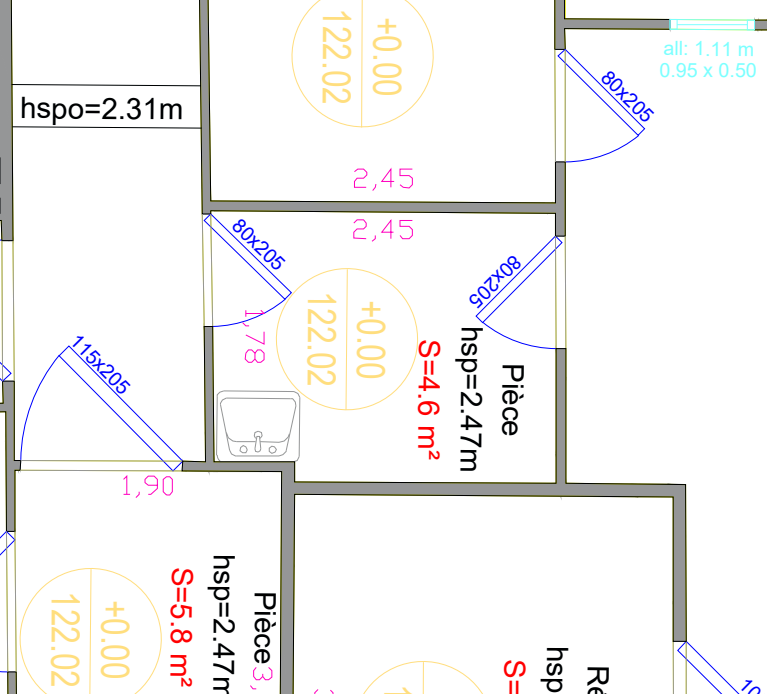 +0.00
122.02
all: 1.11 m
0.95 x 0.50
80x205
hspo=2.31m
2,45
2,45
80x205
80x205
1,78
+0.00
122.02
Pièce
hsp=2.47m
S=4.6 m²
115x205
1,90
Pièce
hsp=2.47m
S=5.8 m²
+0.00
122.02
hsp
S=